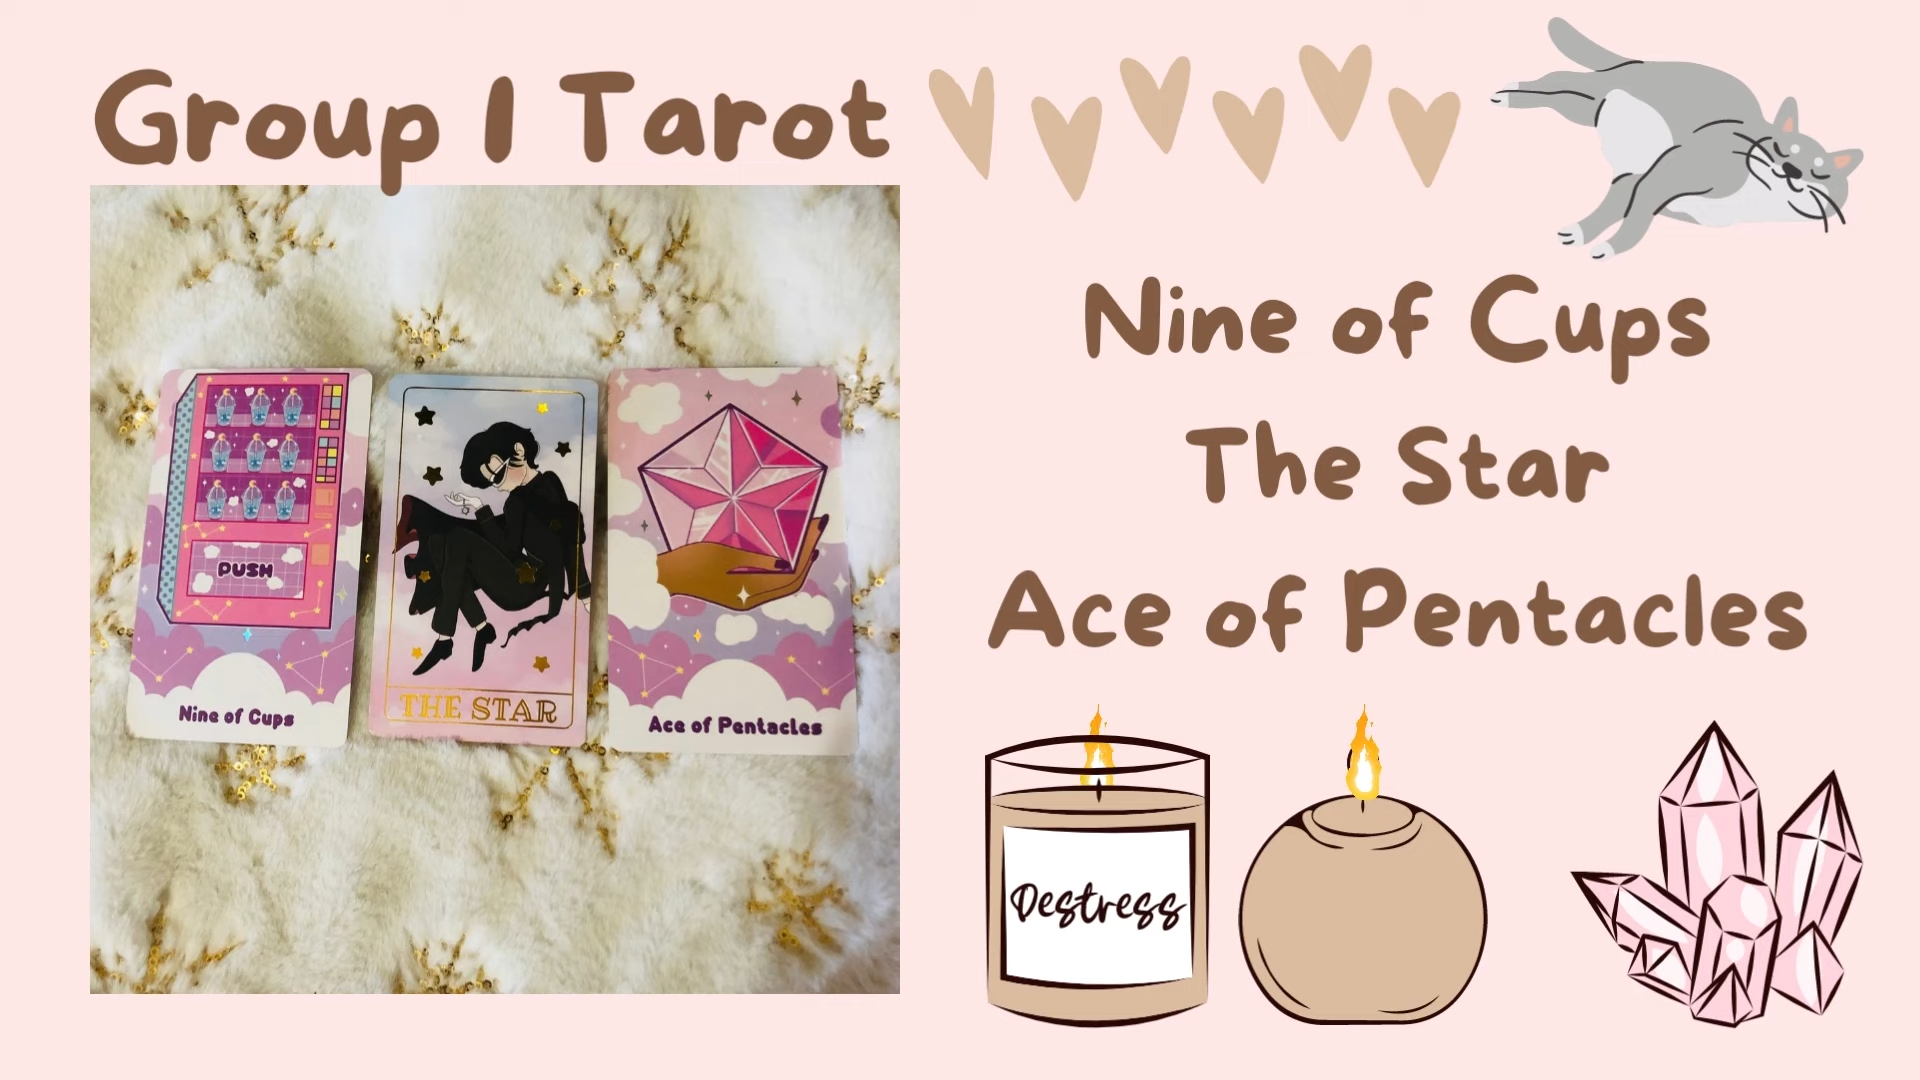 Group 1 Tarot
Nine of Cups
The Star
Ace of Pentacles
PUSH
Nine of Cups
THE STAR
Ace of Pentacles
Destress